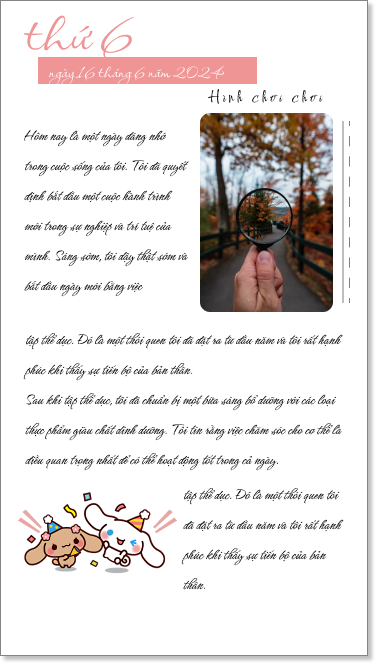 thứ 6
ngày 16 tháng 6 năm 2024
Hình chơi chơi
Hôm nay là một ngày đáng nhớ
trong cuộc sống của tôi. Tôi đã quyết
định bắt đầu một cuộc hành trình
mới trong sự nghiệp và trí tuệ của
mình. Sáng sớm, tôi dậy thật sớm và
bắt đầu ngày mới bằng việc
tập thể dục. Đó là một thói quen tôi đã đặt ra từ đầu năm và tôi rất hạnh
phúc khi thấy sự tiến bộ của bản thân.
Sau khi tập thể dục, tôi đã chuẩn bị một bữa sáng bổ dưỡng với các loại
thực phẩm giàu chất dinh dưỡng. Tôi tin rằng việc chăm sóc cho cơ thể là
điều quan trọng nhất để có thể hoạt động tốt trong cả ngày.
tập thể dục. Đó là một thói quen tôi
đã đặt ra từ đầu năm và tôi rất hạnh
phúc khi thấy sự tiến bộ của bản
thân.